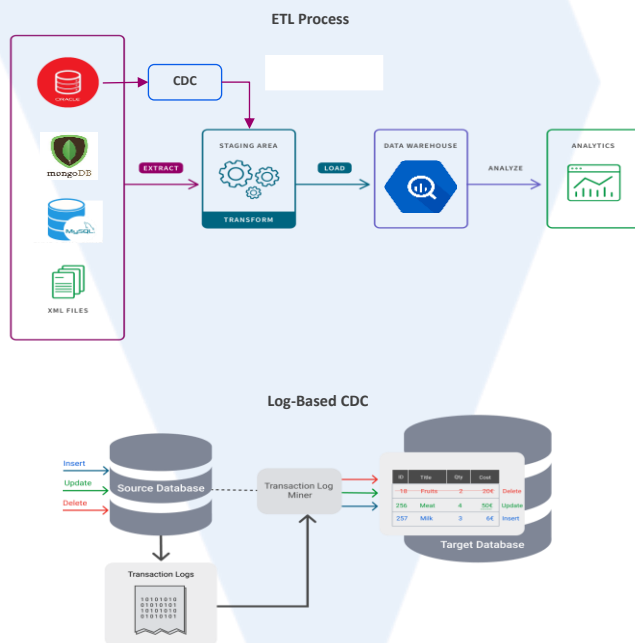 ETL Process
ORACLE
CDC
mongoDB
MySQL
XML FILES
EXTRACT
STAGING AREA
TRANSFORM
LOAD
DATA WAREHOUSE
ANALYZE
ANALYTICS
Log-Based CDC
Insert
Update
Delete
Source Database
Transaction Log
Miner
ID Title Qty Cost
18 Fruits 2 20€ Delete
256 Meat 4 50€ Update
257 Milk 3 6€ Insert
Target Database
Transaction Logs
10101010
01010101
10101010
01010101